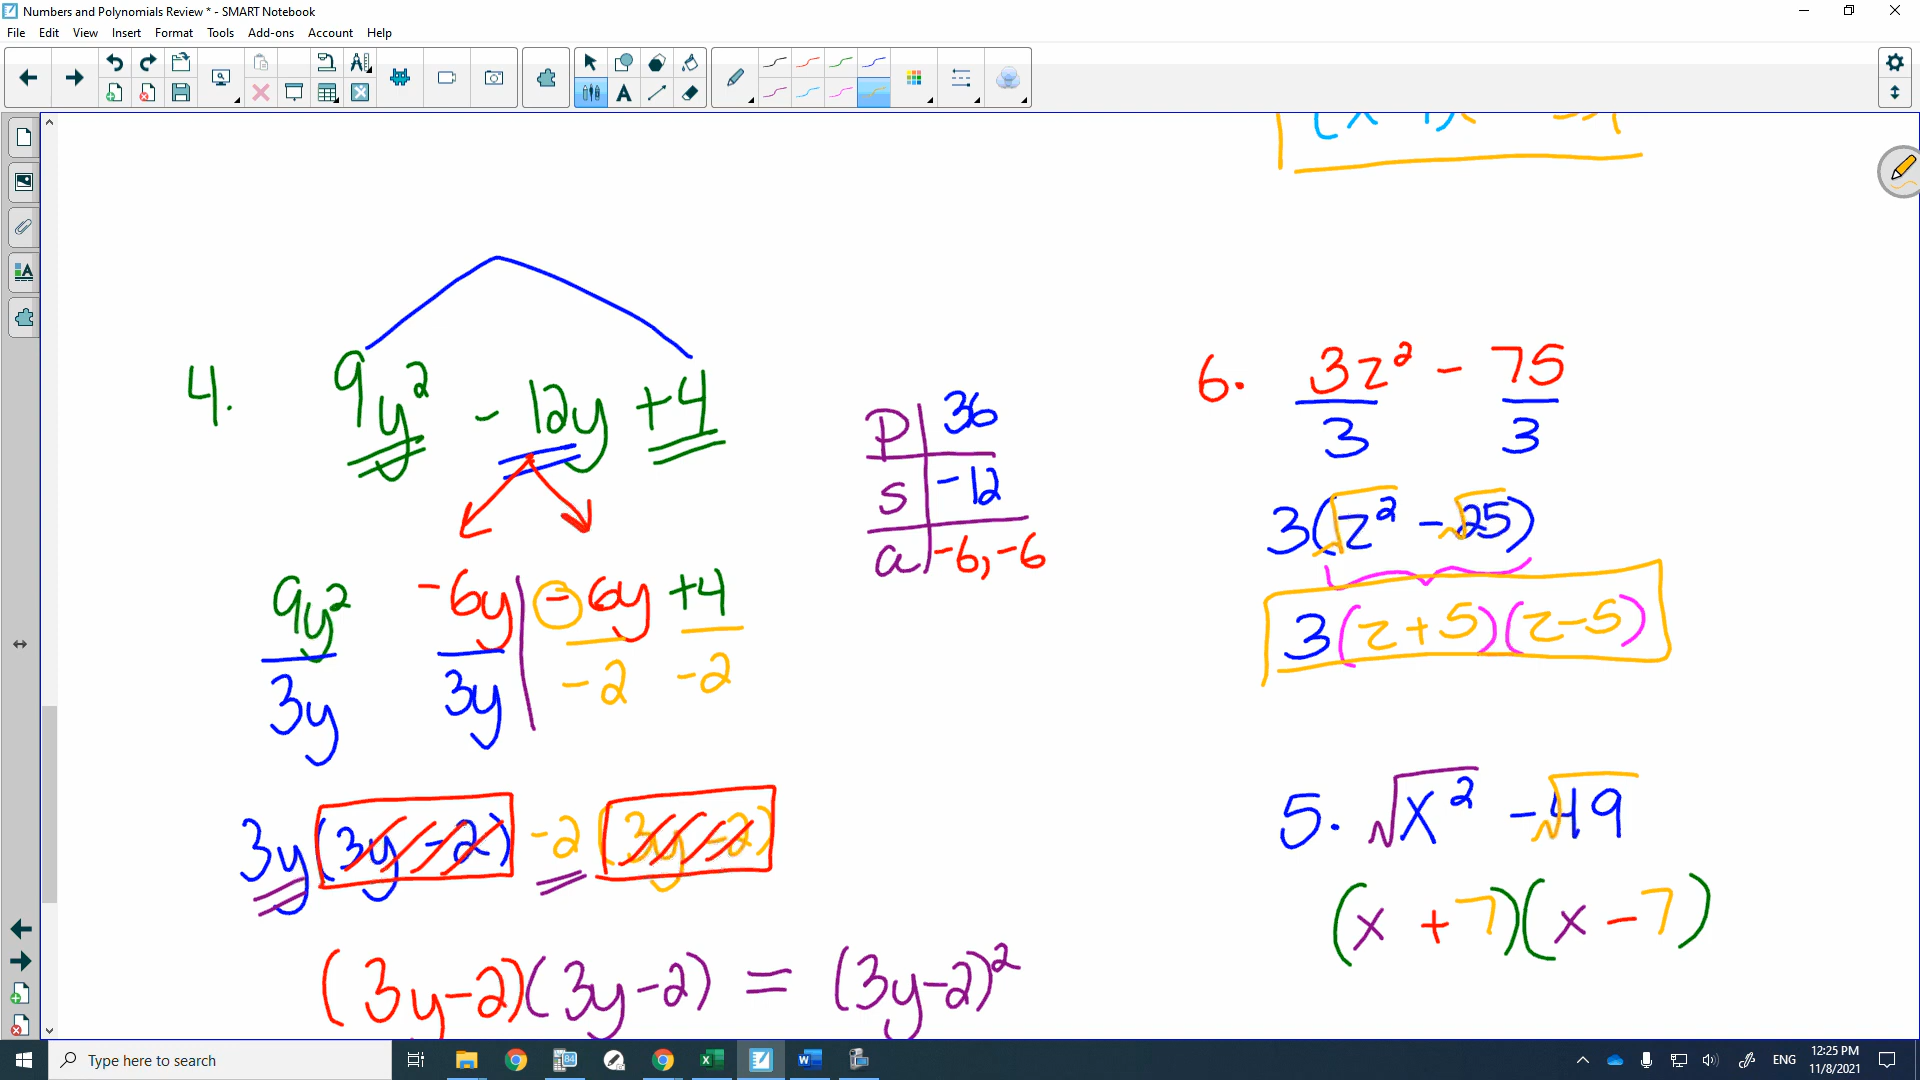 Numbers and Polynomials Review * - SMART Notebook
File Edit View Insert Format Tools Add-ons Account Help
4. 9y² - 12y + 4
P 36
S -12
a -6, -6
9y² -6y - 6y +4
3y 3y -2 -2
3y (3y - 2) -2 (3y - 2)
(3y-2)(3y-2) = (3y-2)²
6. 3z² - 75
3 3
3(√z² - √25)
3(z+5)(z-5)
5. √x² - √49
(x + 7)(x - 7)
Type here to search
ENG
12:25 PM
11/8/2021